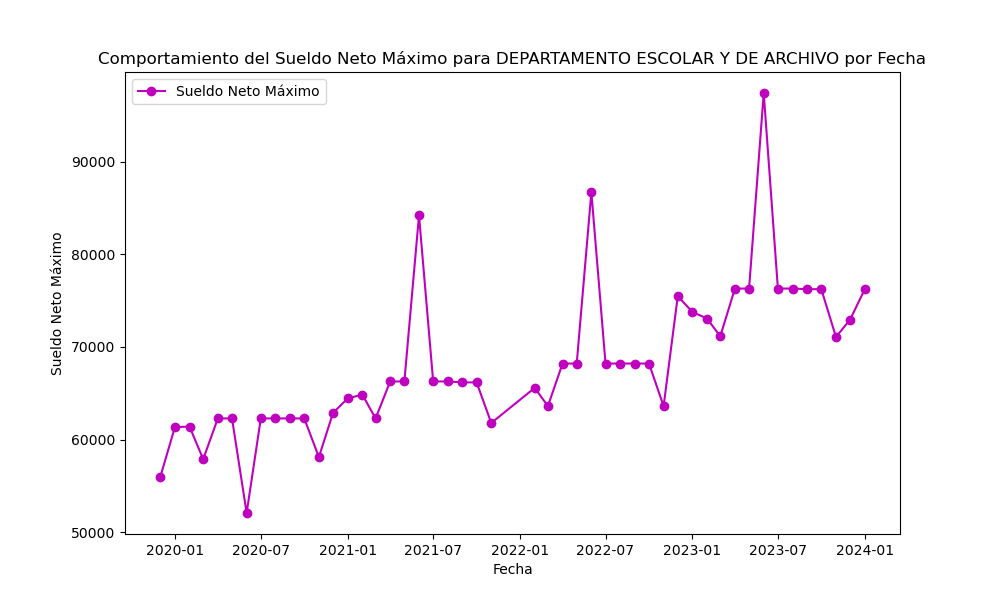 Comportamiento del Sueldo Neto Máximo para DEPARTAMENTO ESCOLAR Y DE ARCHIVO por Fecha
Sueldo Neto Máximo
Sueldo Neto Máximo
90000
80000
70000
60000
50000
2020-01 2020-07 2021-01 2021-07 2022-01 2022-07 2023-01 2023-07 2024-01
Fecha